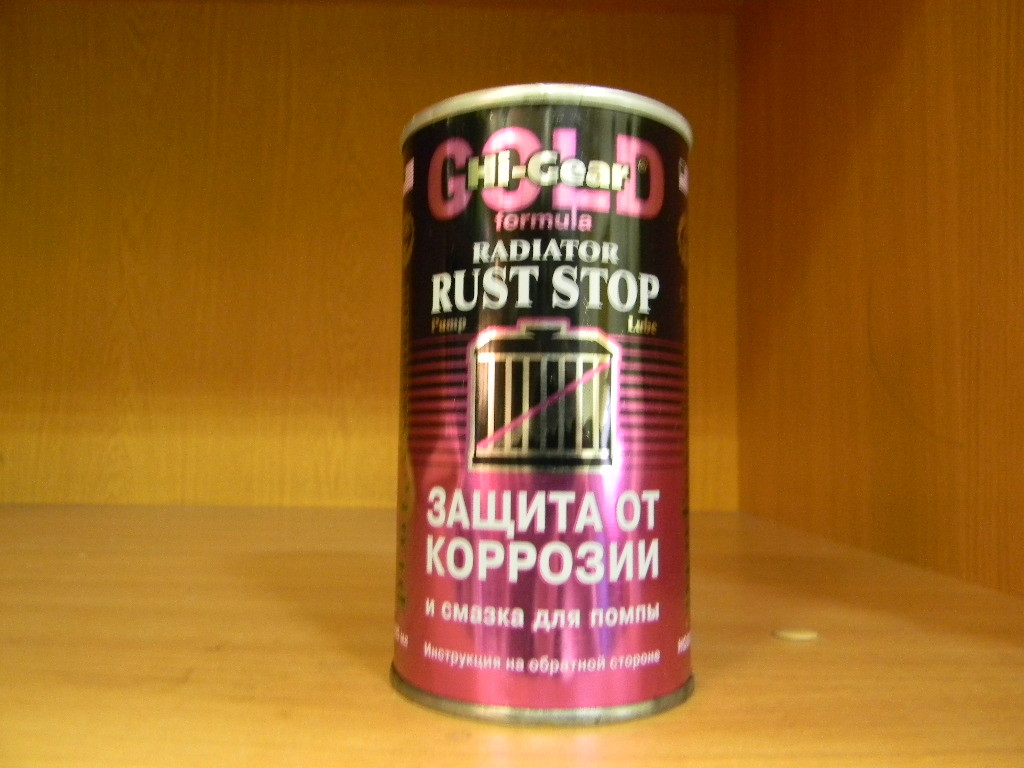 GOLD
Hi-Gear®
formula
RADIATOR
RUST STOP
Pump Lube
ЗАЩИТА ОТ
КОРРОЗИИ
и смазка для помпы
Инструкция на обратной стороне